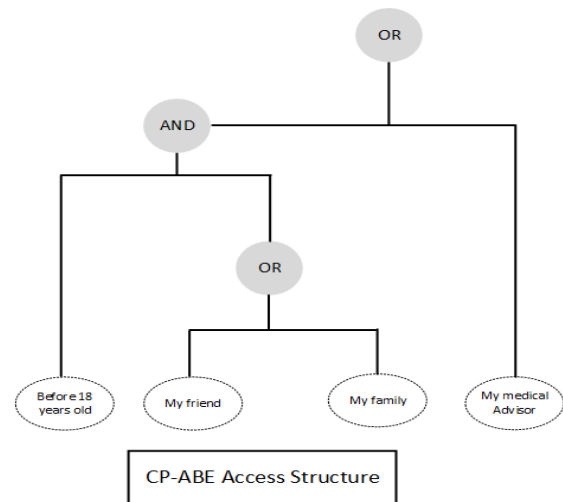 OR
AND
OR
Before 18
years old
My friend
My family
My medical
Advisor
CP-ABE Access Structure